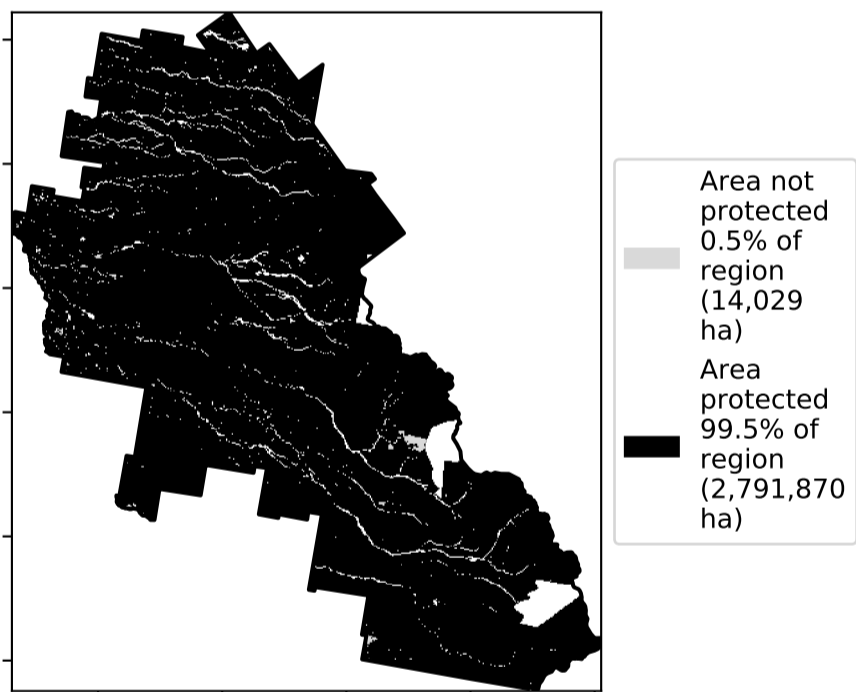 Area not
protected
0.5% of
region
(14,029
ha)
Area
protected
99.5% of
region
(2,791,870
ha)